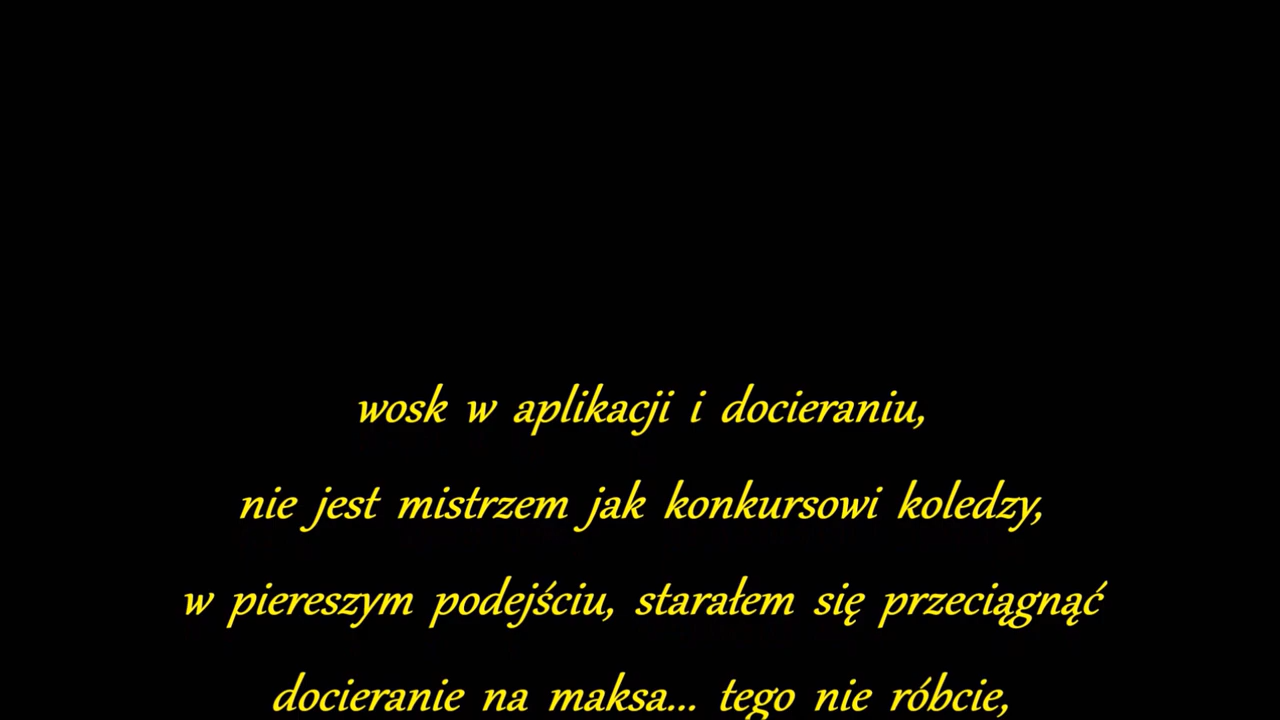 wosk w aplikacji i docieraniu,
nie jest mistrzem jak konkursowi koledzy,
w piereszym podejściu, starałem się przeciągnąć
docieranie na maksa... tego nie róbcie,